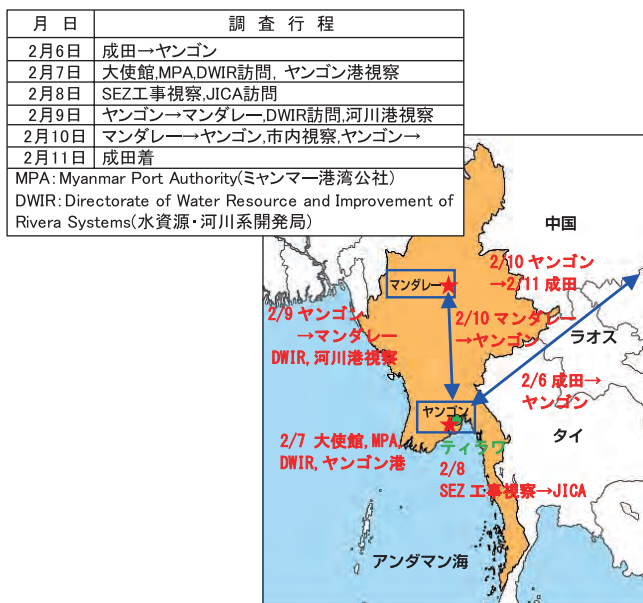 月 日 調 査 行 程
2月6日 成田→ヤンゴン
2月7日 大使館,MPA,DWIR訪問, ヤンゴン港視察
2月8日 SEZ工事視察,JICA訪問
2月9日 ヤンゴン→マンダレー,DWIR訪問,河川港視察
2月10日 マンダレー→ヤンゴン,市内視察,ヤンゴン→
2月11日 成田着
MPA:Myanmar Port Authority(ミャンマー港湾公社)
DWIR:Directorate of Water Resource and Improvement of
Rivera Systems(水資源・河川系開発局)
中国
2/10 ヤンゴン
→2/11 成田
マンダレー
2/9 ヤンゴン
→マンダレー
DWIR,河川港視察
2/10 マンダレー
→ヤンゴン
ラオス
2/6 成田→
ヤンゴン
ヤンゴン
タイ
2/7 大使館,MPA,
DWIR,ヤンゴン港
ティラワ
2/8
SEZ工事視察→JICA
アンダマン海